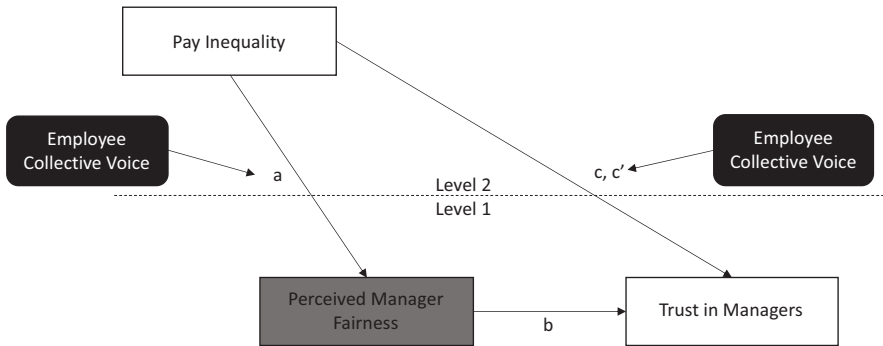 Pay Inequality
Employee
Collective Voice
Employee
Collective Voice
a
c, c’
Level 2
Level 1
Perceived Manager
Fairness
b
Trust in Managers